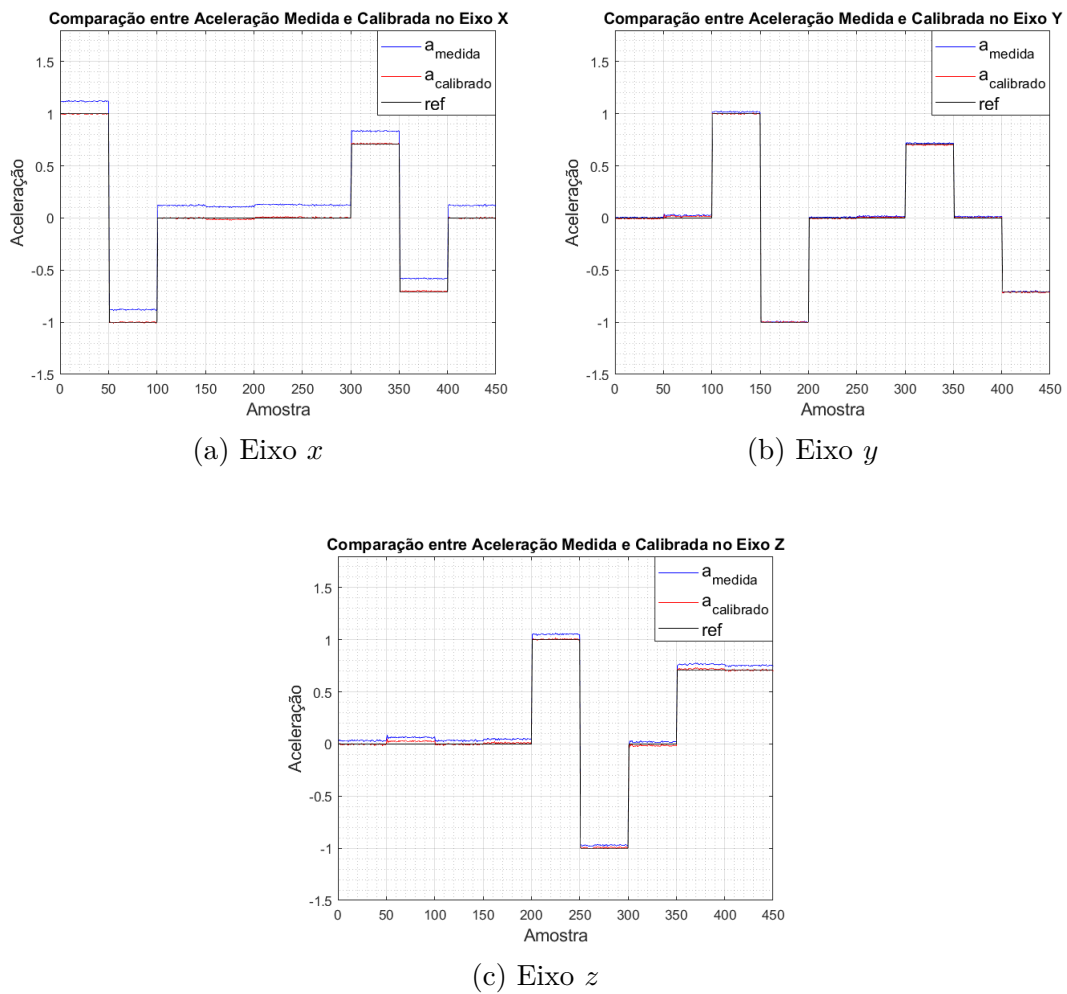 Comparação entre Aceleração Medida e Calibrada no Eixo X
a_medida
a_calibrado
ref
1.5
1
0.5
0
-0.5
-1
-1.5
Aceleração
0 50 100 150 200 250 300 350 400 450
Amostra
(a) Eixo x
Comparação entre Aceleração Medida e Calibrada no Eixo Y
a_medida
a_calibrado
ref
1.5
1
0.5
0
-0.5
-1
-1.5
Aceleração
0 50 100 150 200 250 300 350 400 450
Amostra
(b) Eixo y
Comparação entre Aceleração Medida e Calibrada no Eixo Z
a_medida
a_calibrado
ref
1.5
1
0.5
0
-0.5
-1
-1.5
Aceleração
0 50 100 150 200 250 300 350 400 450
Amostra
(c) Eixo z